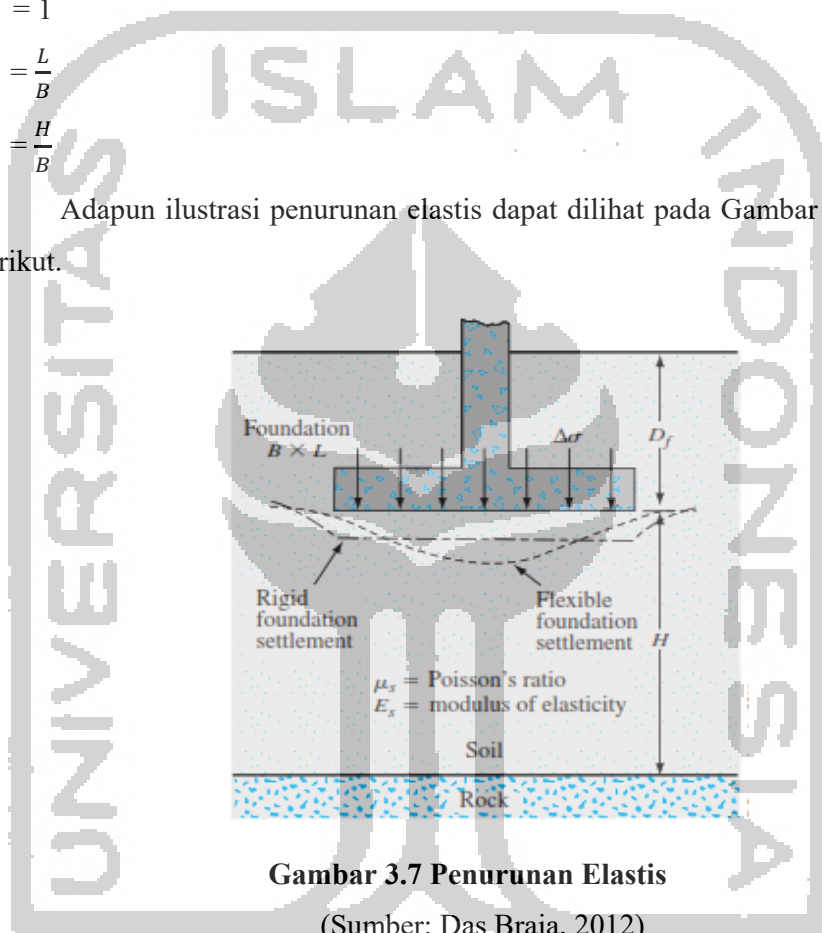 = 1
= L/B
= H/B
Adapun ilustrasi penurunan elastis dapat dilihat pada Gambar
rikut.
Foundation
B × L
Δσ
D_f
Rigid
foundation
settlement
Flexible
foundation
settlement
H
μ_s = Poisson's ratio
E_s = modulus of elasticity
Soil
Rock
Gambar 3.7 Penurunan Elastis
(Sumber: Das Braja, 2012)
UNIVERSITAS
ISLAM
INDONESIA